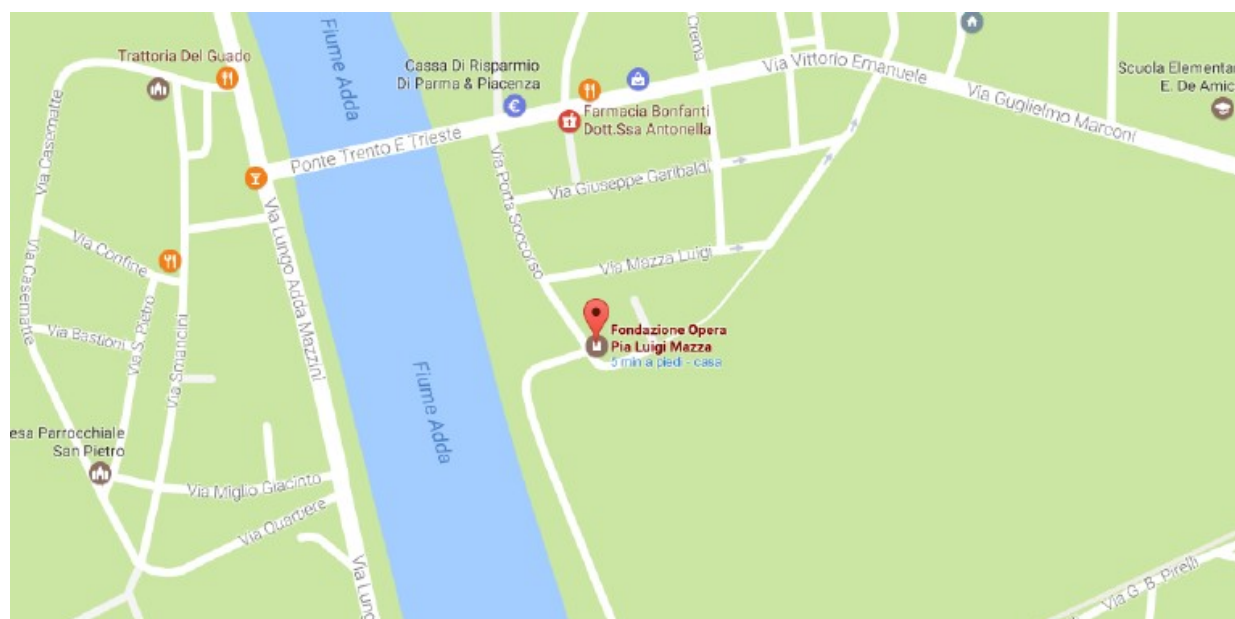 Trattoria Del Guado
Fiume Adda
Cassa Di Risparmio
Di Parma & Piacenza
€
Farmacia Bonfanti
Dott.Ssa Antonella
Crema
Via Vittorio Emanuele
Via Guglielmo Marconi
Scuola Elementar
E. De Amic
Via Casematte
Ponte Trento E Trieste
Via Porta Soccorso
Via Giuseppe Garibaldi
Via Confine
Via Casematte
Via Lungo Adda Mazzini
Via Mazza Luigi
Via Bastioni
Via S. Pietro
Via Smancini
Fondazione Opera
Pia Luigi Mazza
5 min a piedi - casa
Fiume Adda
esa Parrocchiale
San Pietro
Via Miglio Giacinto
Via Quartiere
Via Lung
Via G. B. Pirelli